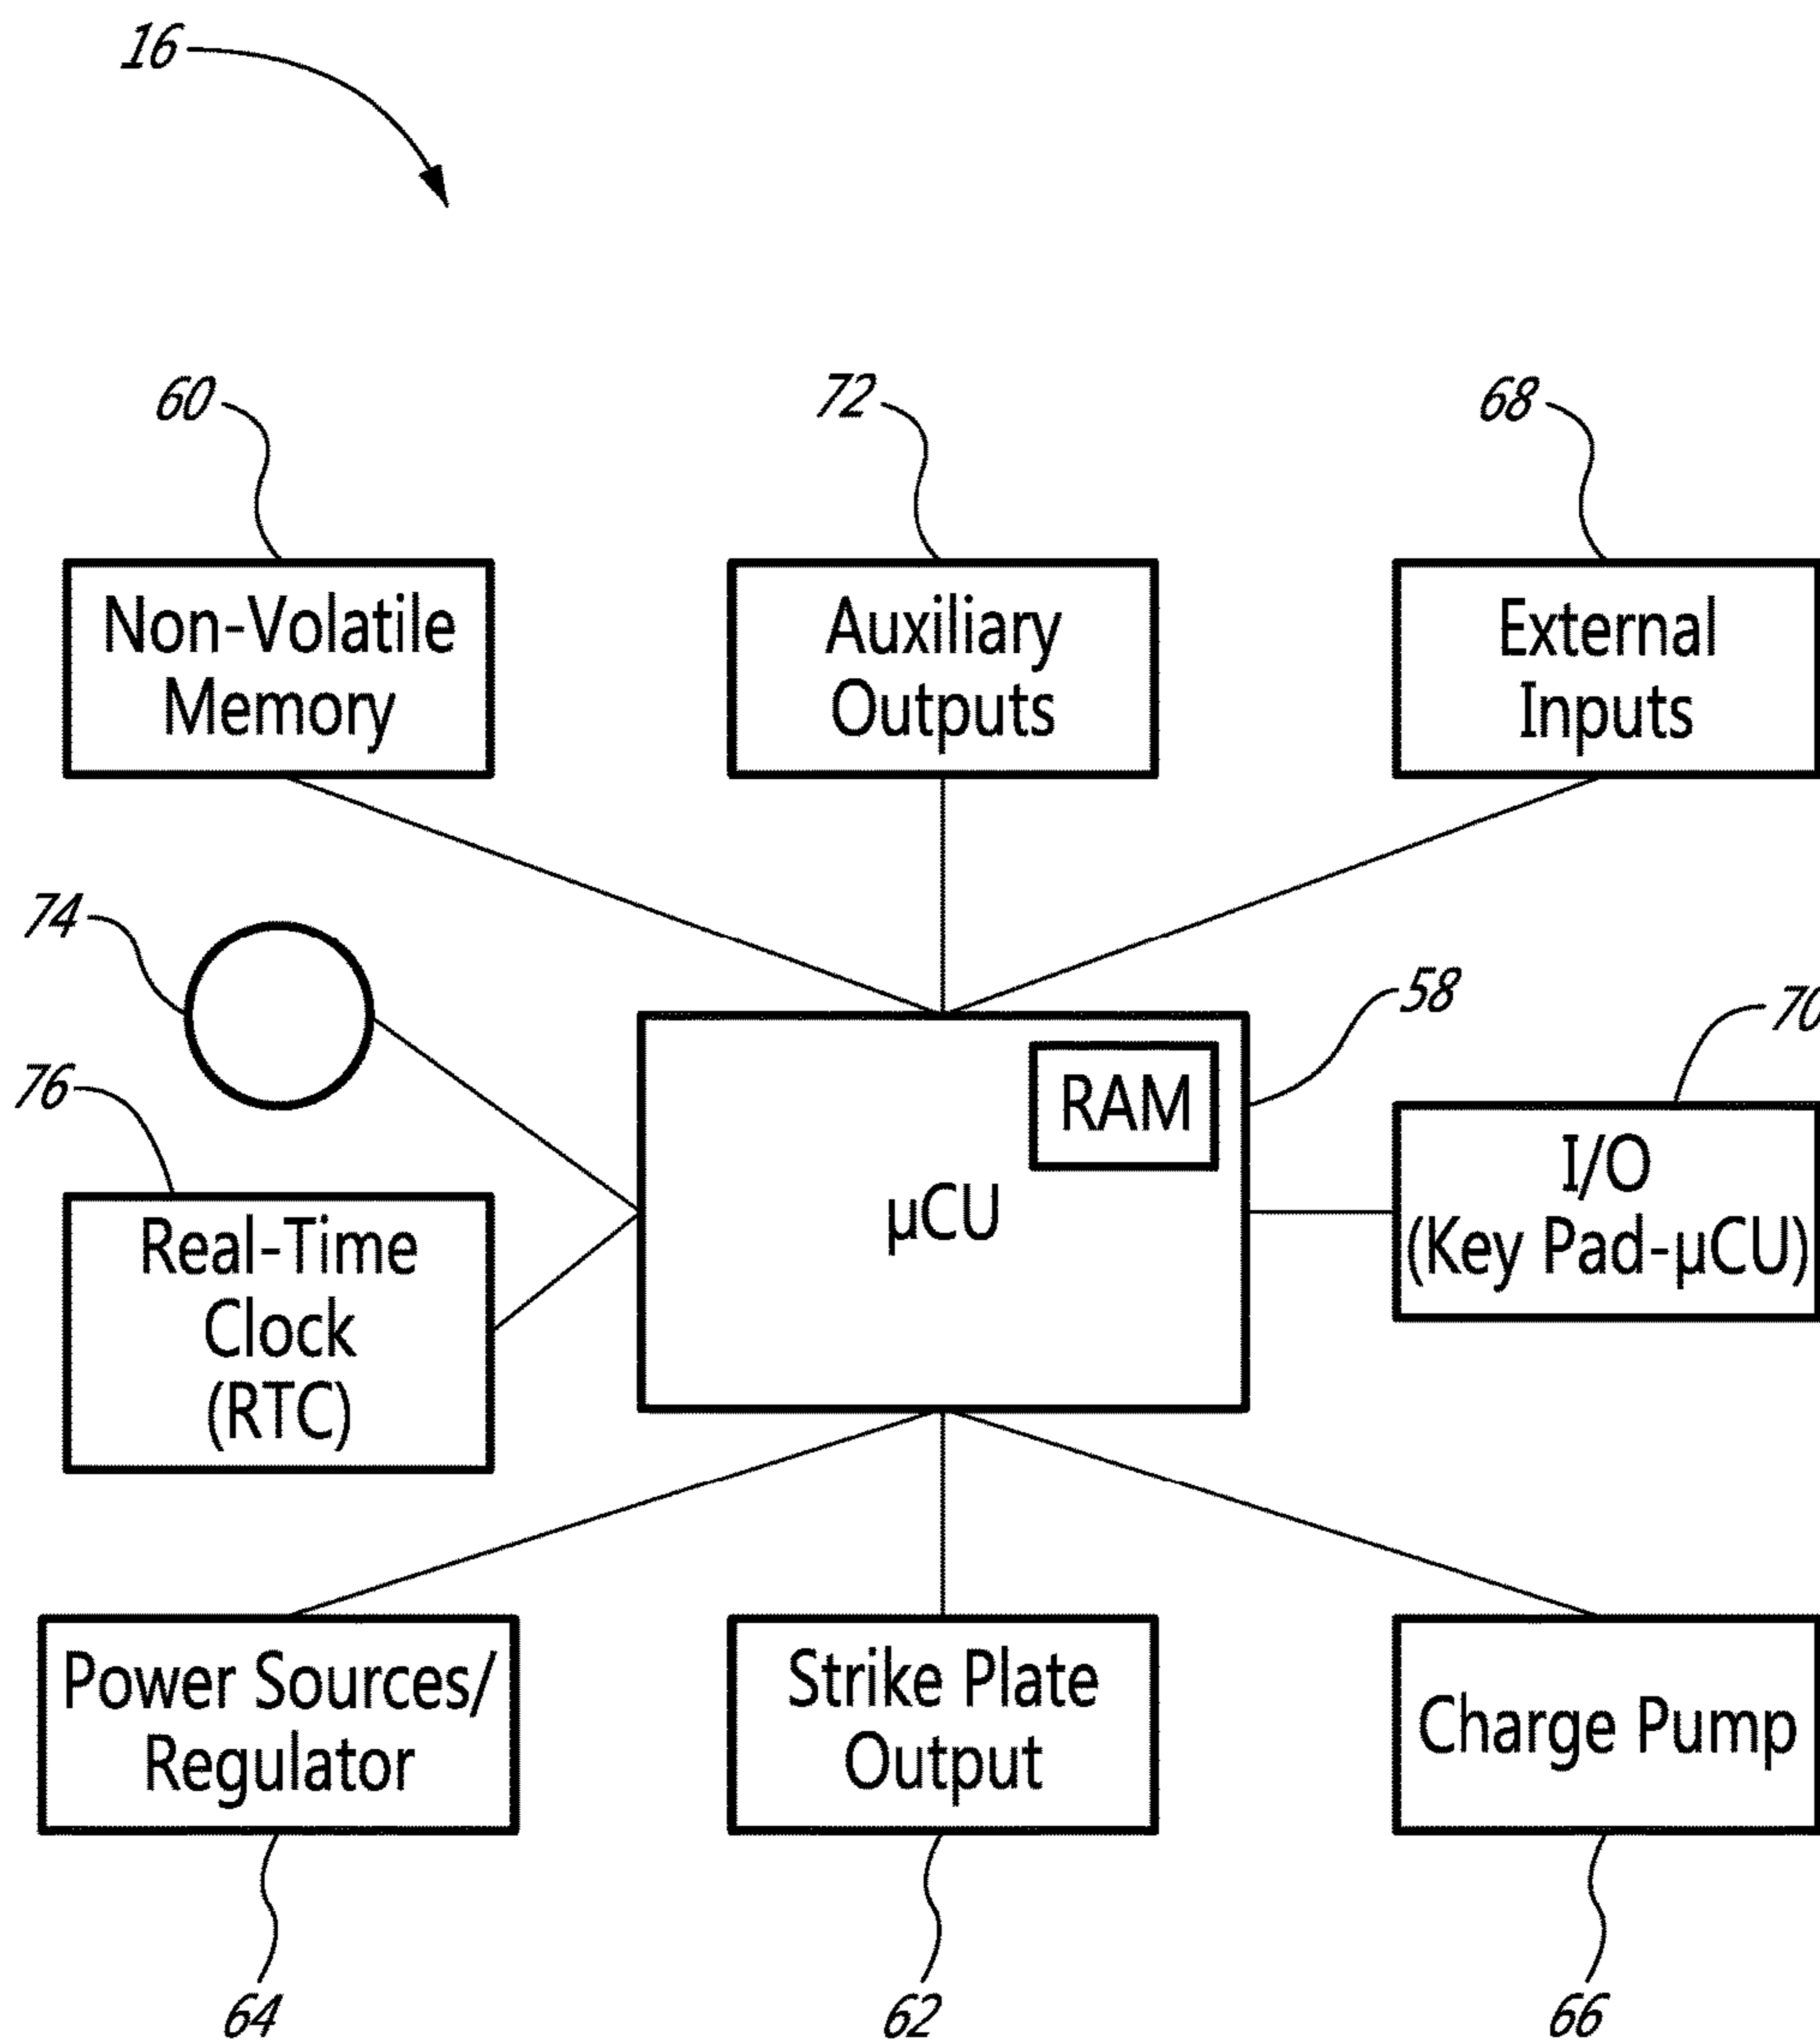 16
60
72
68
Non-Volatile
Memory
Auxiliary
Outputs
External
Inputs
74
58
70
76
RAM
µCU
I/O
(Key Pad-µCU)
Real-Time
Clock
(RTC)
Power Sources/
Regulator
Strike Plate
Output
Charge Pump
64
62
66